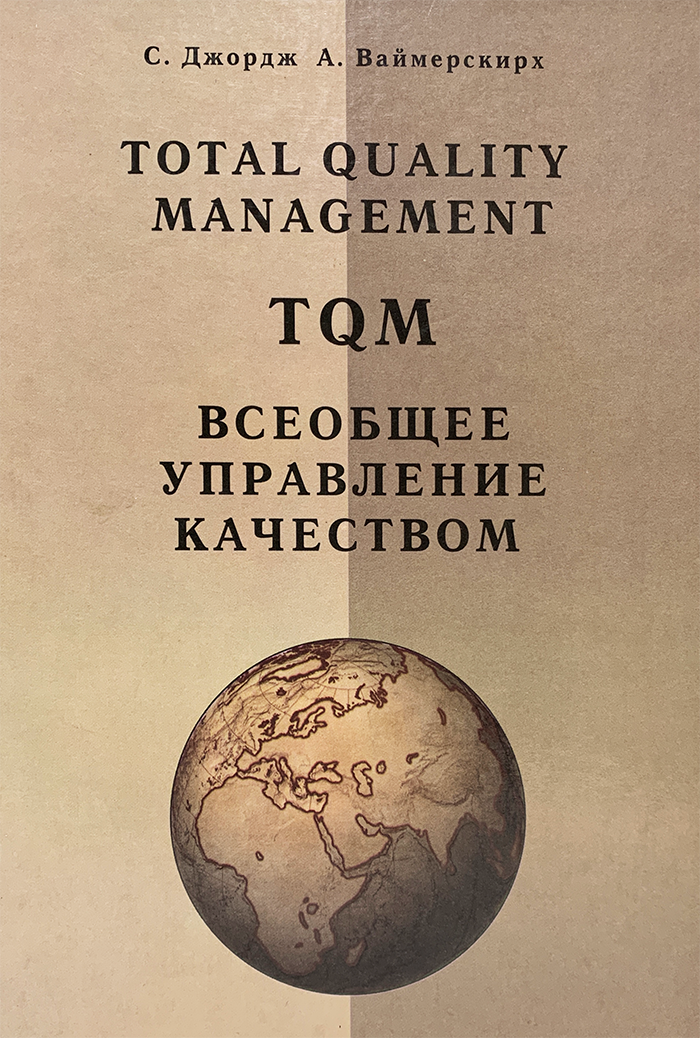 С. Джордж А. Ваймерскирх
TOTAL QUALITY
MANAGEMENT
TQM
ВСЕОБЩЕЕ
УПРАВЛЕНИЕ
КАЧЕСТВОМ